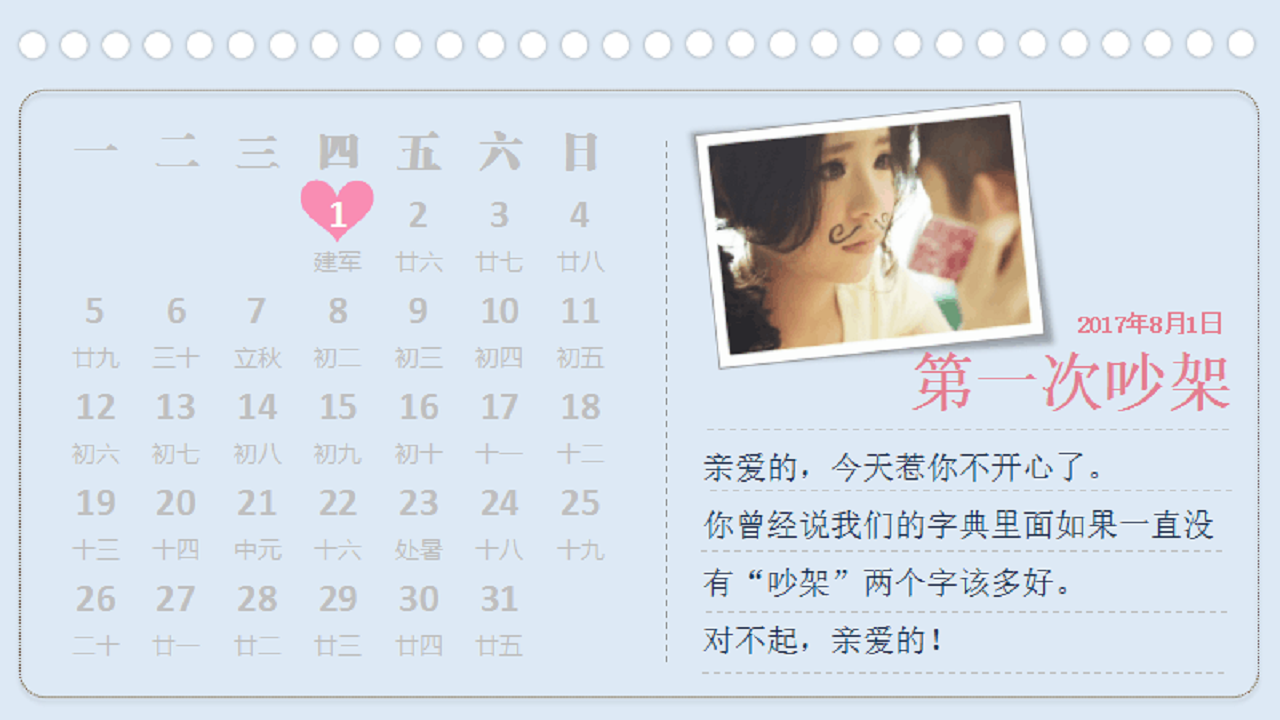 一 二 三 四 五 六 日
1 2 3 4
建军 廿六 廿七 廿八
5 6 7 8 9 10 11
廿九 三十 立秋 初二 初三 初四 初五
12 13 14 15 16 17 18
初六 初七 初八 初九 初十 十一 十二
19 20 21 22 23 24 25
十三 十四 中元 十六 处暑 十八 十九
26 27 28 29 30 31
二十 廿一 廿二 廿三 廿四 廿五
2017年8月1日
第一次吵架
亲爱的，今天惹你不开心了。
你曾经说我们的字典里面如果一直没
有“吵架”两个字该多好。
对不起，亲爱的！